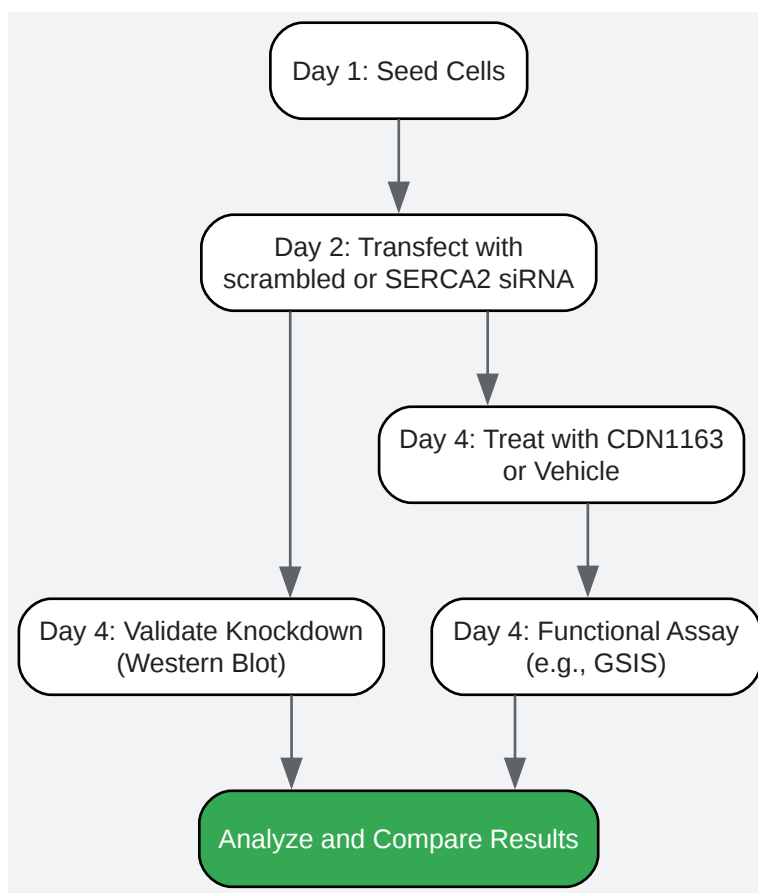 Day 1: Seed Cells
Day 2: Transfect with
scrambled or SERCA2 siRNA
Day 4: Treat with CDN1163
or Vehicle
Day 4: Validate Knockdown
(Western Blot)
Day 4: Functional Assay
(e.g., GSIS)
Analyze and Compare Results